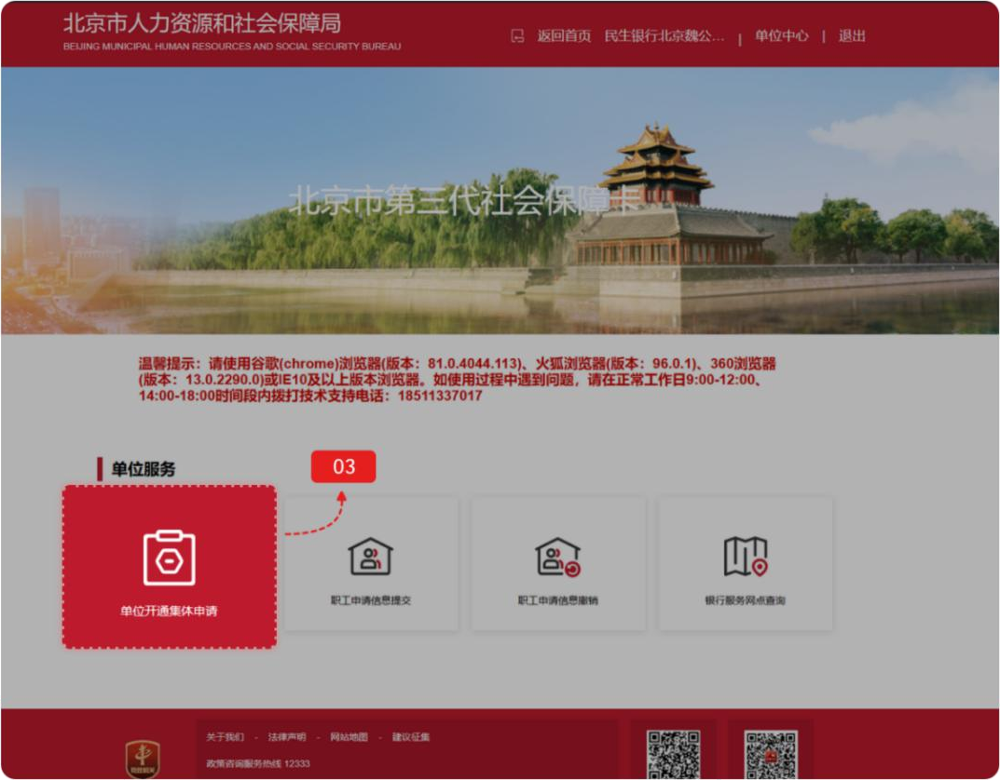 北京市人力资源和社会保障局
BEIJING MUNICIPAL HUMAN RESOURCES AND SOCIAL SECURITY BUREAU
返回首页 民生银行北京魏公... | 单位中心 | 退出
北京市第三代社会保障卡
温馨提示：请使用谷歌(chrome)浏览器(版本：81.0.4044.113)、火狐浏览器(版本：96.0.1)、360浏览器
(版本：13.0.2290.0)或IE10及以上版本浏览器。如使用过程中遇到问题，请在正常工作日9:00-12:00、
14:00-18:00时间段内拨打技术支持电话：18511337017
单位服务
03
单位开通集体申请
职工申请信息提交
职工申请信息撤销
银行服务网点查询
关于我们 - 法律声明 - 网站地图 - 建议征集
政策咨询服务热线 12333
党政机关